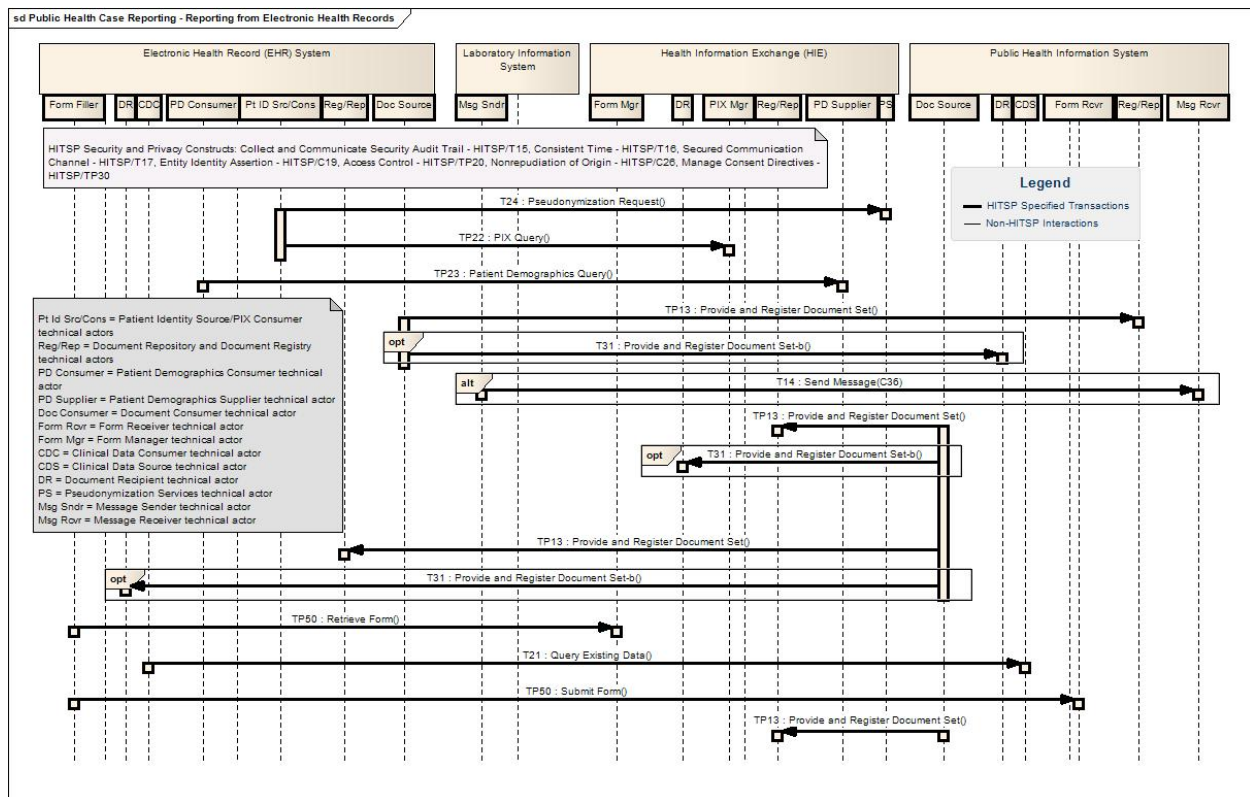 sd Public Health Case Reporting - Reporting from Electronic Health Records
Electronic Health Record (EHR) System
Laboratory Information
System
Health Information Exchange (HIE)
Public Health Information System
Form Filler
DR
CDC
PD Consumer
Pt ID Src/Cons
Reg/Rep
Doc Source
Msg Sndr
Form Mgr
DR
PIX Mgr
Reg/Rep
PD Supplier
PS
Doc Source
DR
CDS
Form Rcvr
Reg/Rep
Msg Rcvr
HITSP Security and Privacy Constructs: Collect and Communicate Security Audit Trail - HITSP/T15, Consistent Time - HITSP/T16, Secured Communication
Channel - HITSP/T17, Entity Identity Assertion - HITSP/C19, Access Control - HITSP/TP20, Nonrepudiation of Origin - HITSP/C26, Manage Consent Directives -
HITSP/TP30
Legend
HITSP Specified Transactions
Non-HITSP Interactions
T24 : Pseudonymization Request()
TP22 : PIX Query()
TP23 : Patient Demographics Query()
Pt Id Src/Cons = Patient Identity Source/PIX Consumer
technical actors
Reg/Rep = Document Repository and Document Registry
technical actors
PD Consumer = Patient Demographics Consumer technical
actor
PD Supplier = Patient Demographics Supplier technical actor
Doc Consumer = Document Consumer technical actor
Form Rcvr = Form Receiver technical actor
Form Mgr = Form Manager technical actor
CDC = Clinical Data Consumer technical actor
CDS = Clinical Data Source technical actor
DR = Document Recipient technical actor
PS = Pseudonymization Services technical actor
Msg Sndr = Message Sender technical actor
Msg Rcvr = Message Receiver technical actor
TP13 : Provide and Register Document Set()
opt
T31 : Provide and Register Document Set-b()
alt
T14 : Send Message(C36)
TP13 : Provide and Register Document Set()
opt
T31 : Provide and Register Document Set-b()
TP13 : Provide and Register Document Set()
opt
T31 : Provide and Register Document Set-b()
TP50 : Retrieve Form()
T21 : Query Existing Data()
TP50 : Submit Form()
TP13 : Provide and Register Document Set()